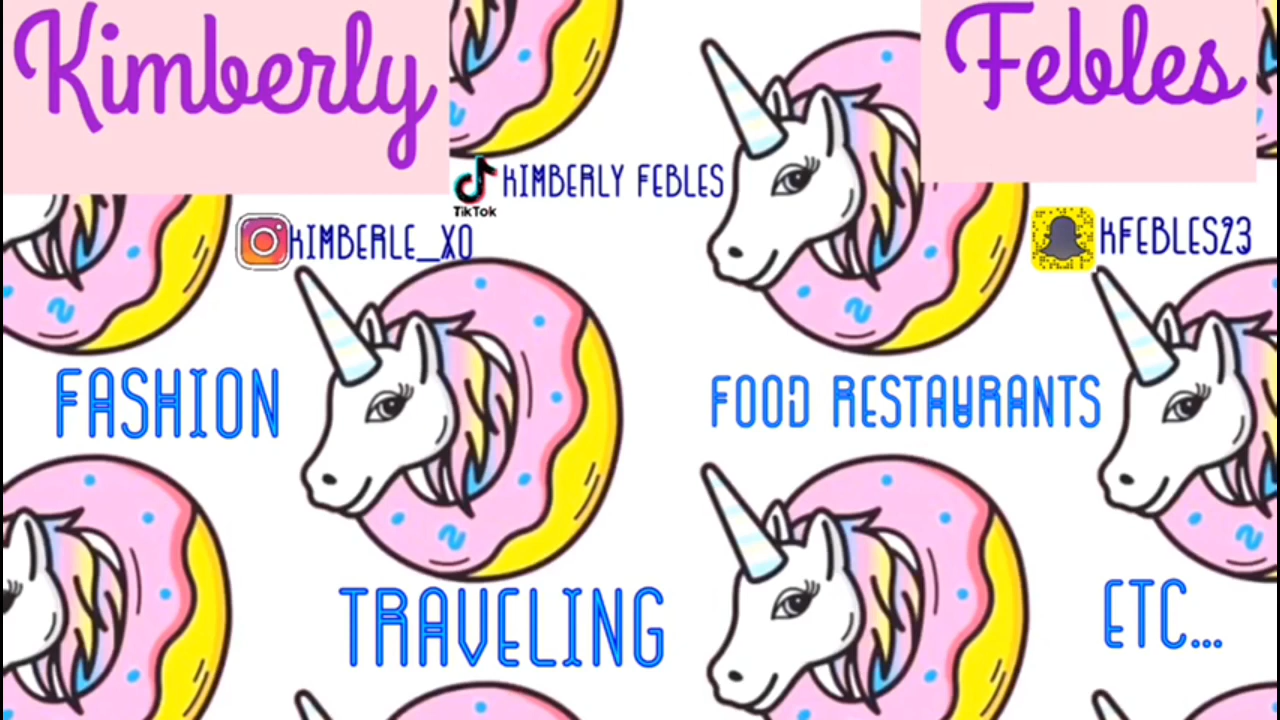 Kimberly
Febles
TikTok
KIMBERLY FEBLES
KIMBERLE_XO
KFEBLES23
FASHION
FOOD RESTAURANTS
TRAVELING
ETC...